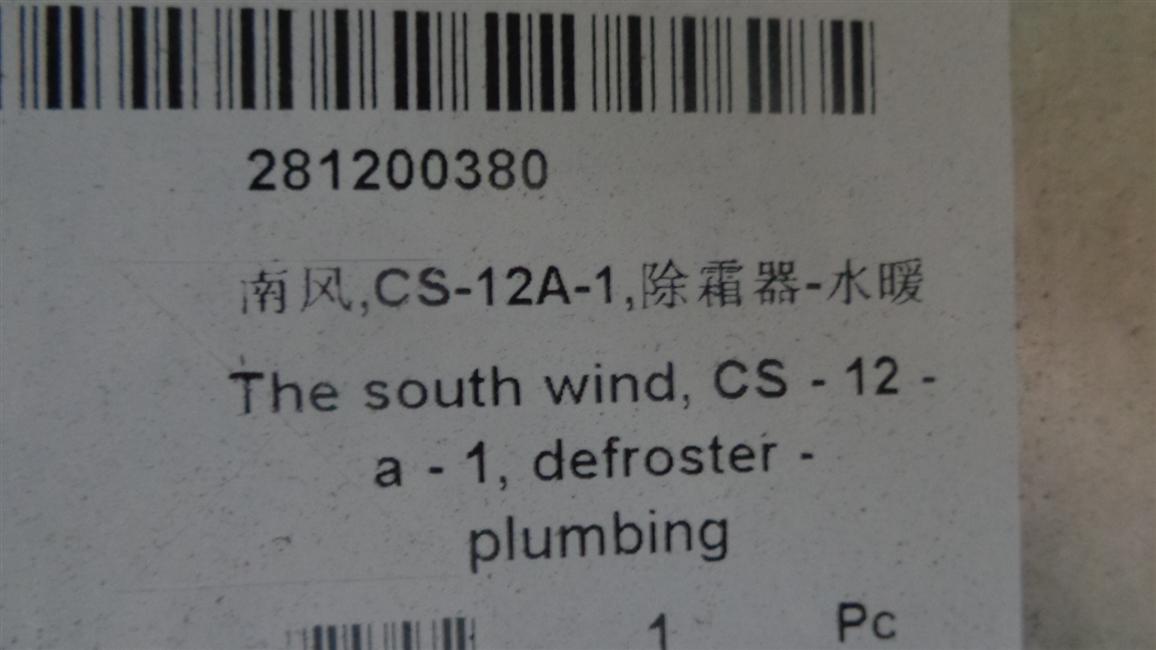 281200380
南风,CS-12A-1,除霜器-水暖
The south wind, CS - 12 -
a - 1, defroster -
plumbing
1 Pc